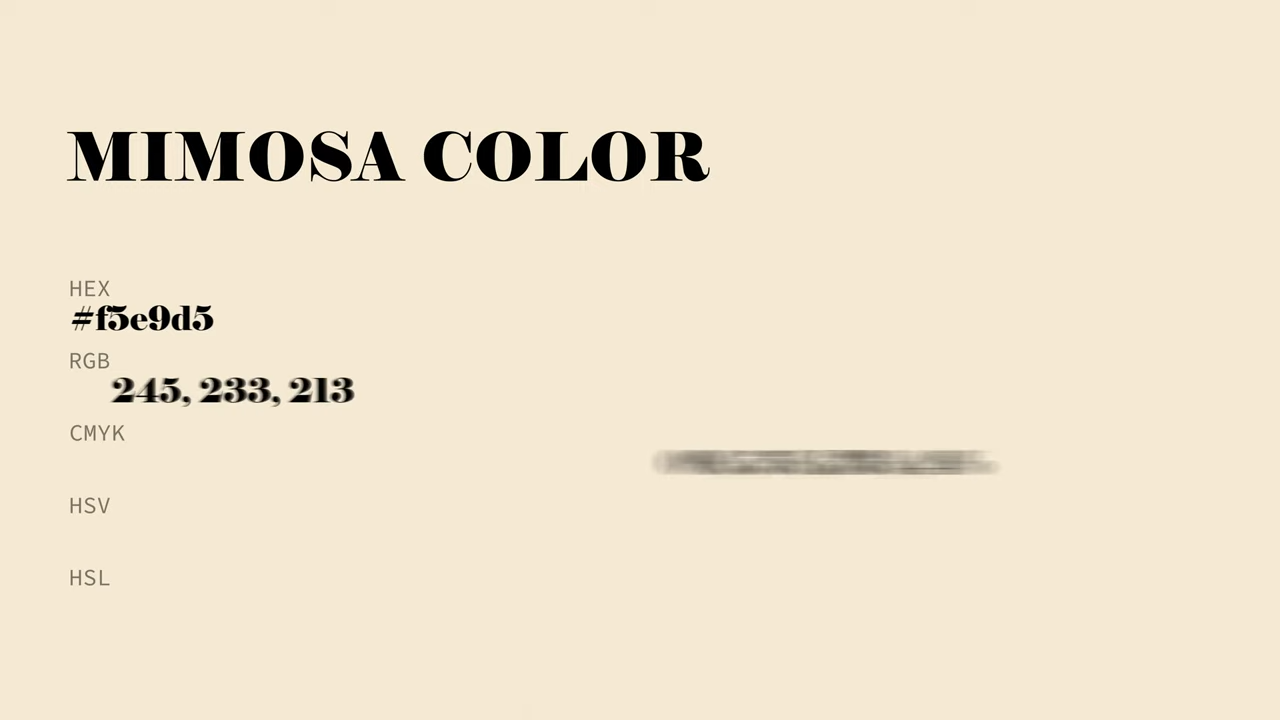 MIMOSA COLOR
HEX
#f5e9d5
RGB
245, 233, 213
CMYK
HSV
HSL